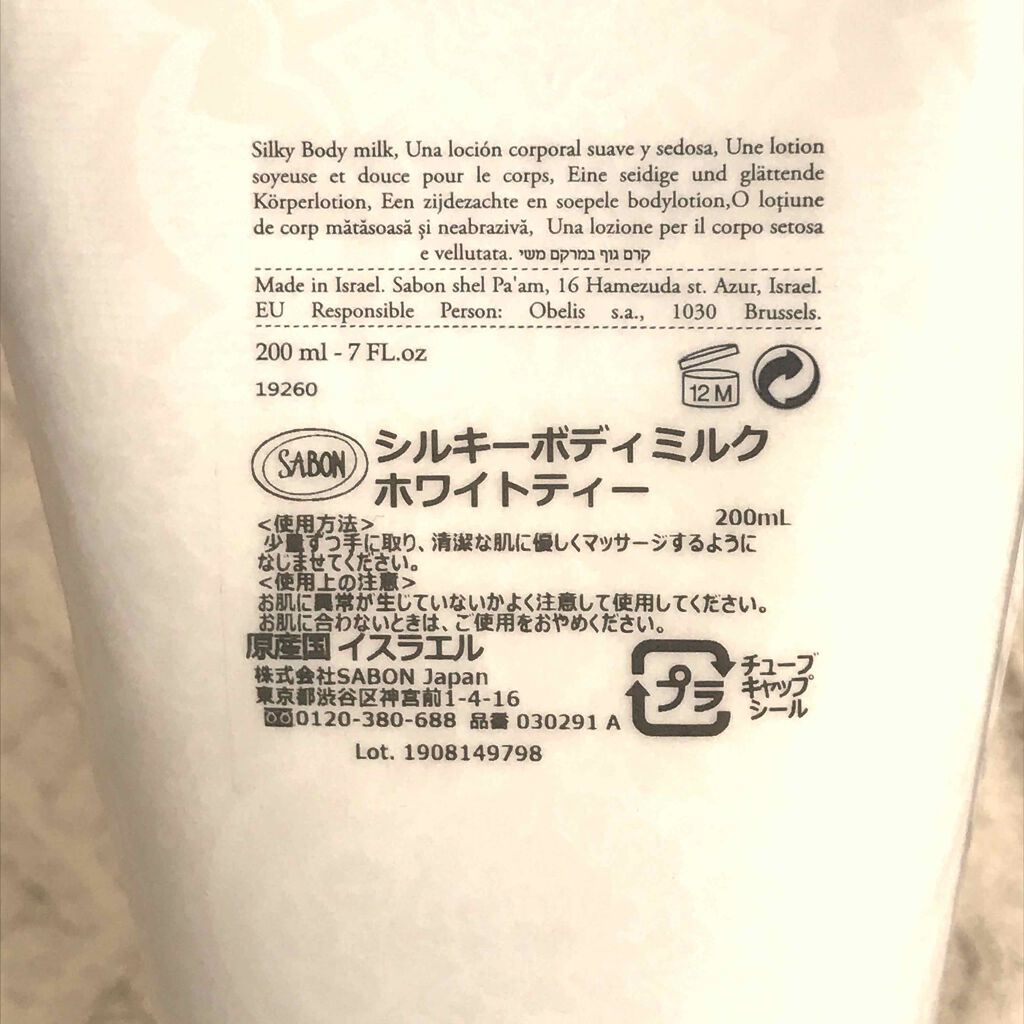 Silky Body milk, Una loción corporal suave y sedosa, Une lotion
soyeuse et douce pour le corps, Eine seidige und glättende
Körperlotion, Een zijdezachte en soepele bodylotion,O loțiune
de corp mătăsoasă și neabrazivă, Una lozione per il corpo setosa
e vellutata. קרם גוף במרקם משי
Made in Israel. Sabon shel Pa'am, 16 Hamezuda st. Azur, Israel.
EU Responsible Person: Obelis s.a., 1030 Brussels.
200 ml - 7 FL.oz
19260
12 M
SABON
シルキーボディミルク
ホワイトティー
200mL
<使用方法>
少量ずつ手に取り、清潔な肌に優しくマッサージするように
なじませてください。
<使用上の注意>
お肌に異常が生じていないかよく注意して使用してください。
お肌に合わないときは、ご使用をおやめください。
原産国 イスラエル
株式会社SABON Japan
東京都渋谷区神宮前1-4-16
0120-380-688 品番 030291 A
プラ
チューブ
キャップ
シール
Lot. 1908149798